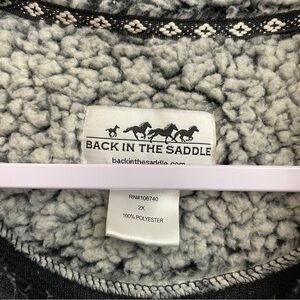 BACK IN THE SADDLE
backinthesaddle.com
RN#106740
2X
100% POLYESTER